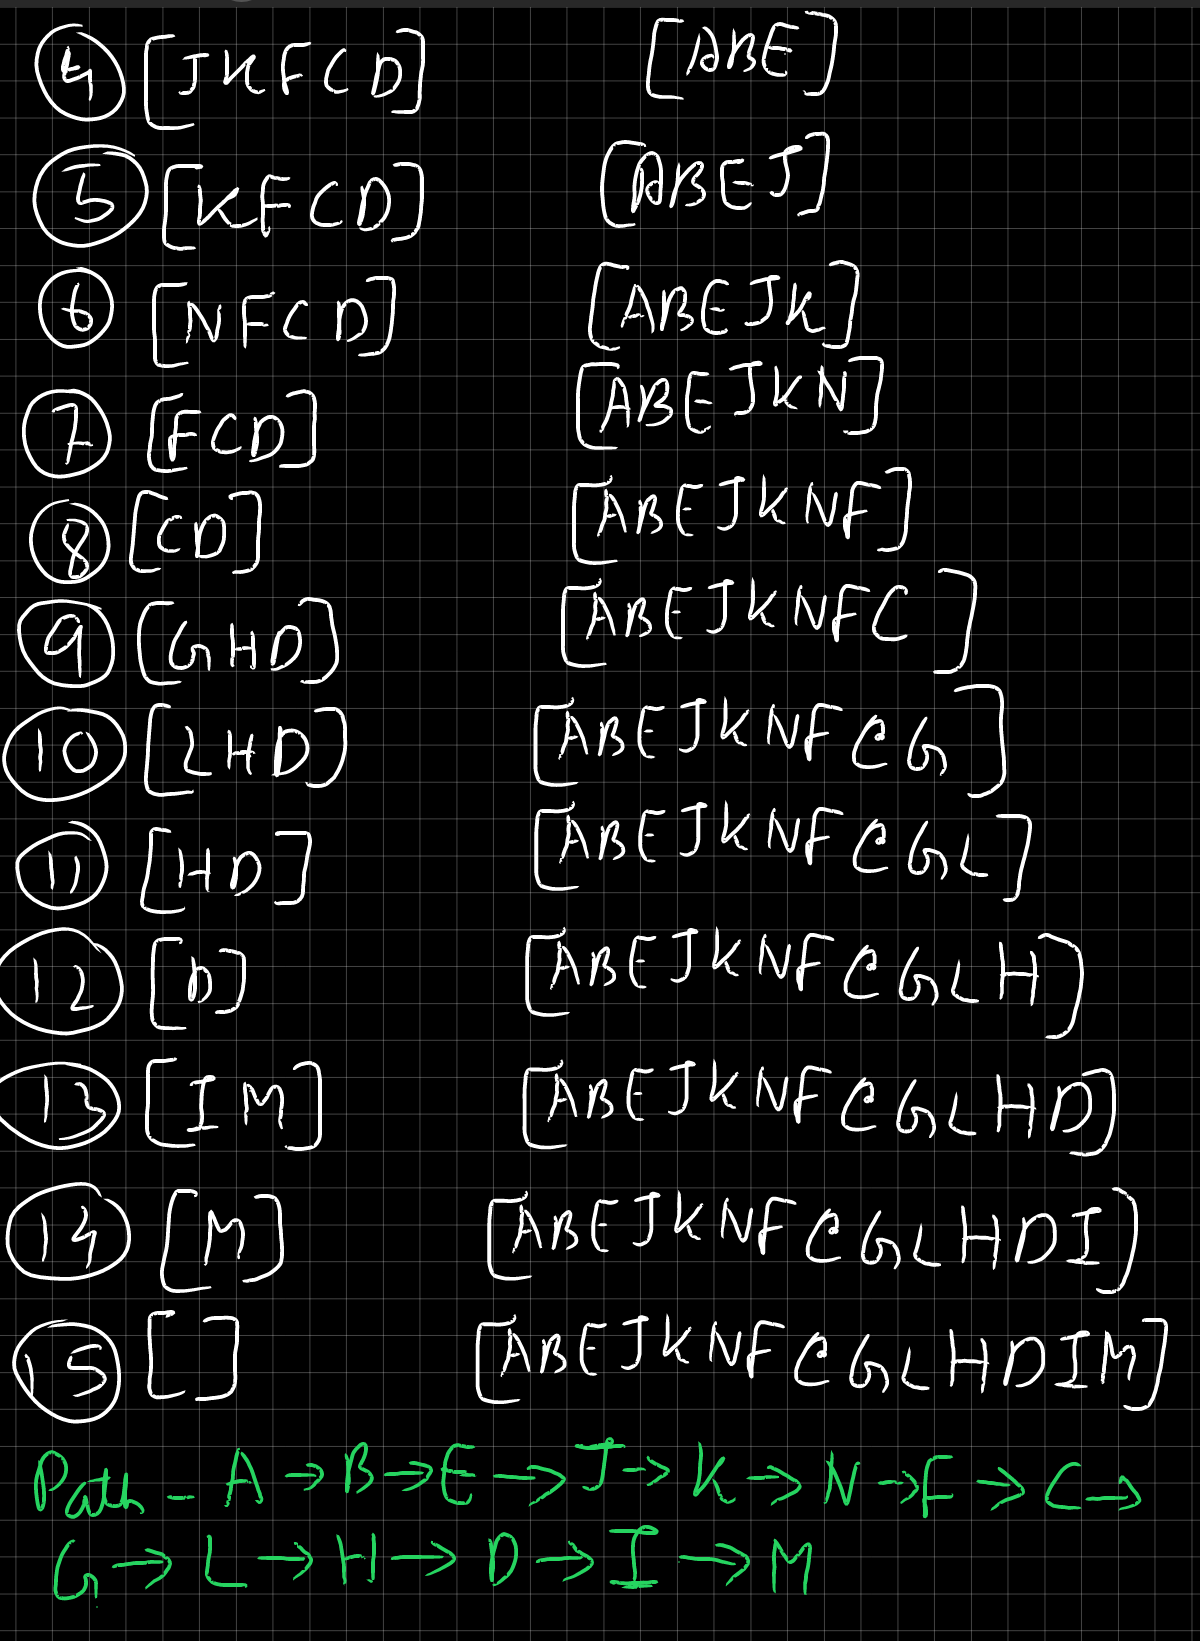 4 [JKFCD] [ABE]
5 [KFCD] [ABEJ]
6 [NFCD] [ABEJK]
7 [FCD] [ABEJKN]
8 [CD] [ABEJKNF]
9 [GHD] [ABEJKNFC]
10 [LHD] [ABEJKNFCG]
11 [HD] [ABEJKNFCGL]
12 [D] [ABEJKNFCGLH]
13 [IM] [ABEJKNFCGLHD]
14 [M] [ABEJKNFCGLHDI]
15 [ ] [ABEJKNFCGLHDIM]
Path - A → B → E → J → K → N → F → C →
G → L → H → D → I → M